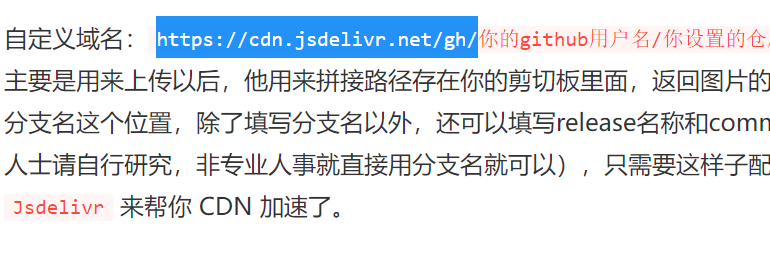 自定义域名： https://cdn.jsdelivr.net/gh/你的github用户名/你设置的仓
主要是用来上传以后，他用来拼接路径存在你的剪切板里面，返回图片的
分支名这个位置，除了填写分支名以外，还可以填写release名称和comm
人士请自行研究，非专业人事就直接用分支名就可以），只需要这样子配
Jsdelivr 来帮你 CDN 加速了。